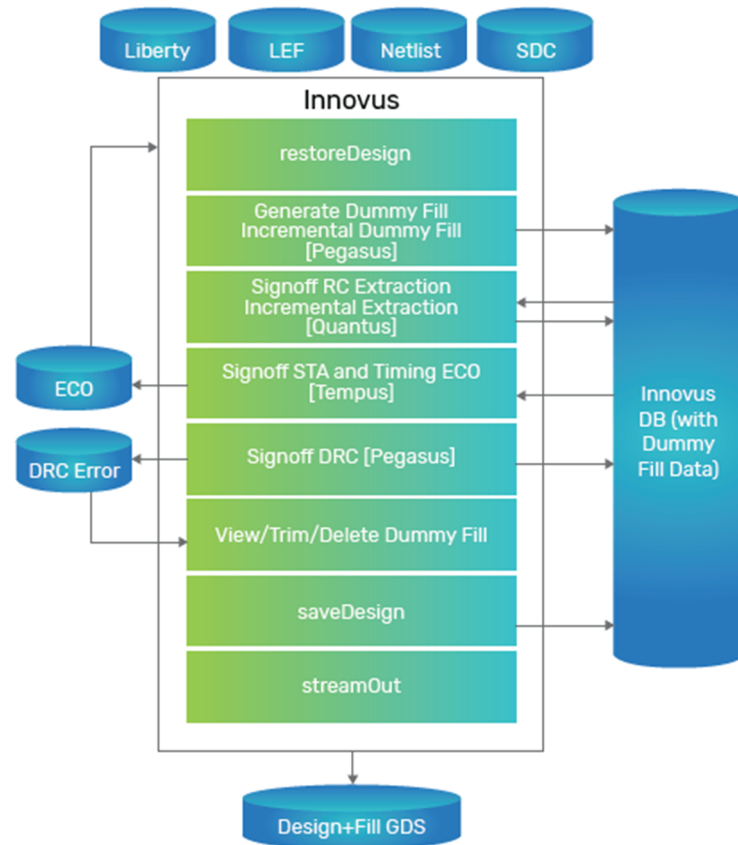 Liberty
LEF
Netlist
SDC
Innovus
restoreDesign
Generate Dummy Fill
Incremental Dummy Fill
[Pegasus]
Signoff RC Extraction
Incremental Extraction
[Quantus]
Signoff STA and Timing ECO
[Tempus]
ECO
Signoff DRC [Pegasus]
DRC Error
View/Trim/Delete Dummy Fill
saveDesign
streamOut
Innovus
DB (with
Dummy
Fill Data)
Design+Fill GDS